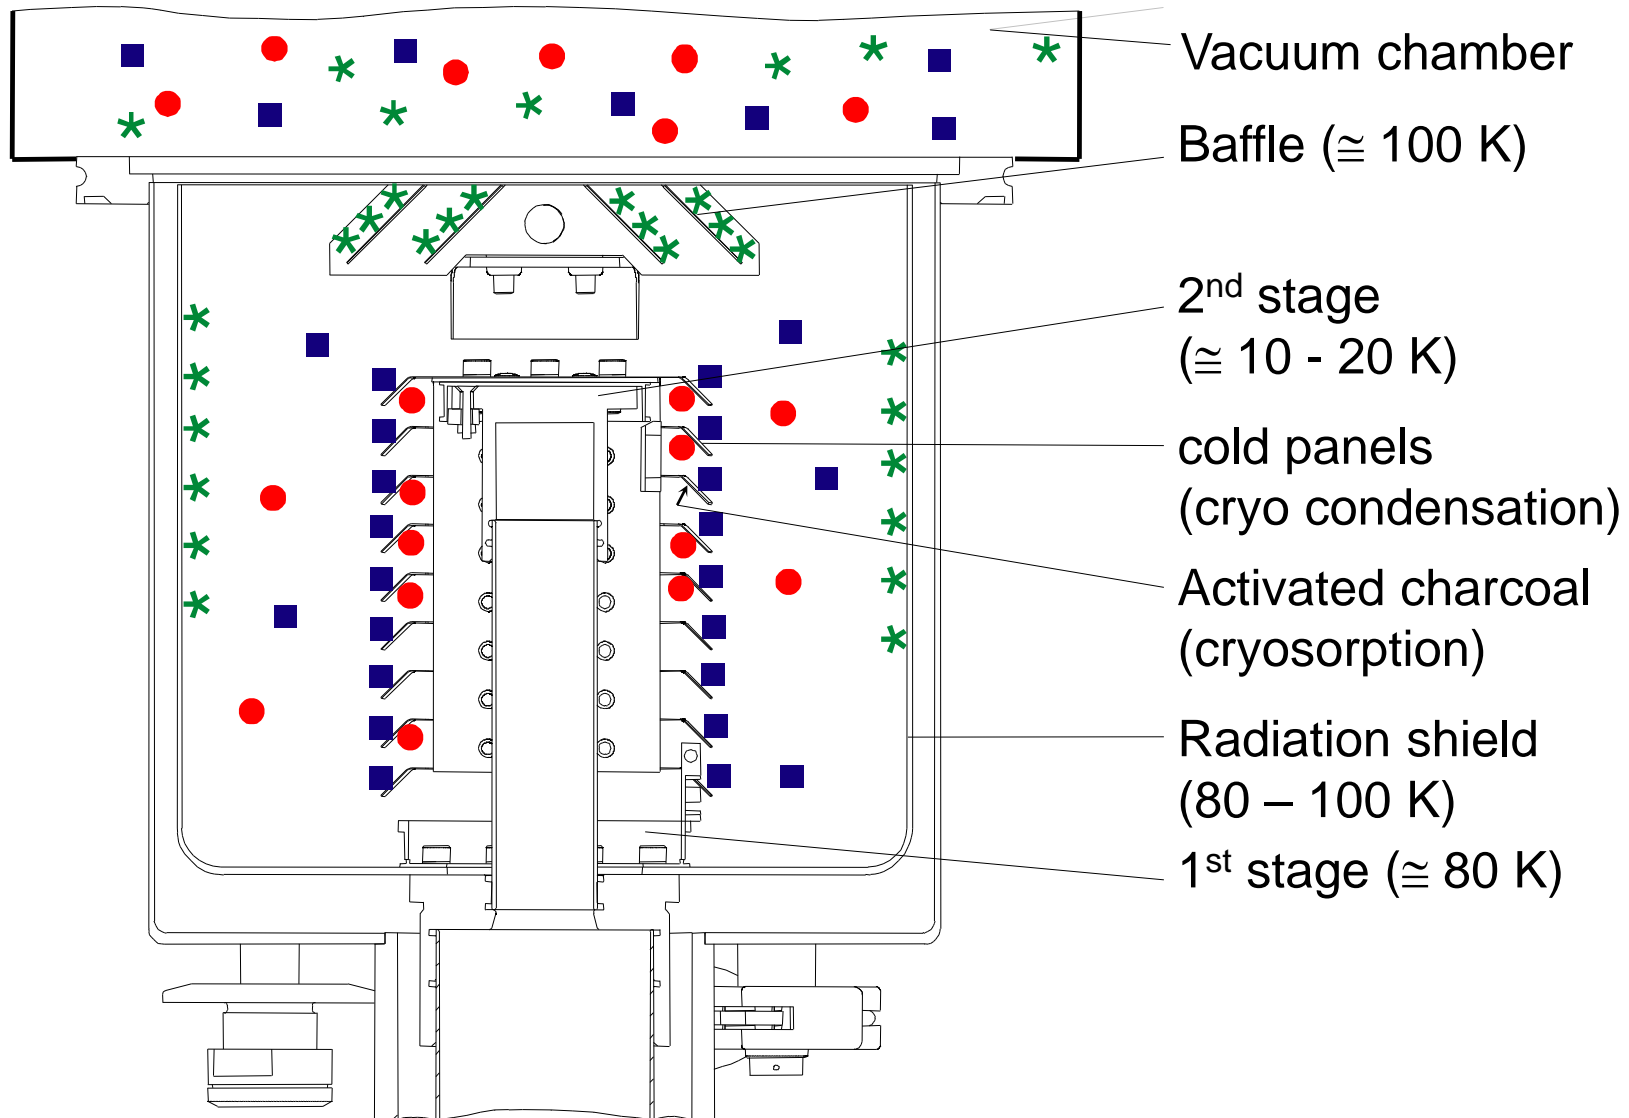 Vacuum chamber
Baffle (≅ 100 K)
2nd stage
(≅ 10 - 20 K)
cold panels
(cryo condensation)
Activated charcoal
(cryosorption)
Radiation shield
(80 – 100 K)
1st stage (≅ 80 K)